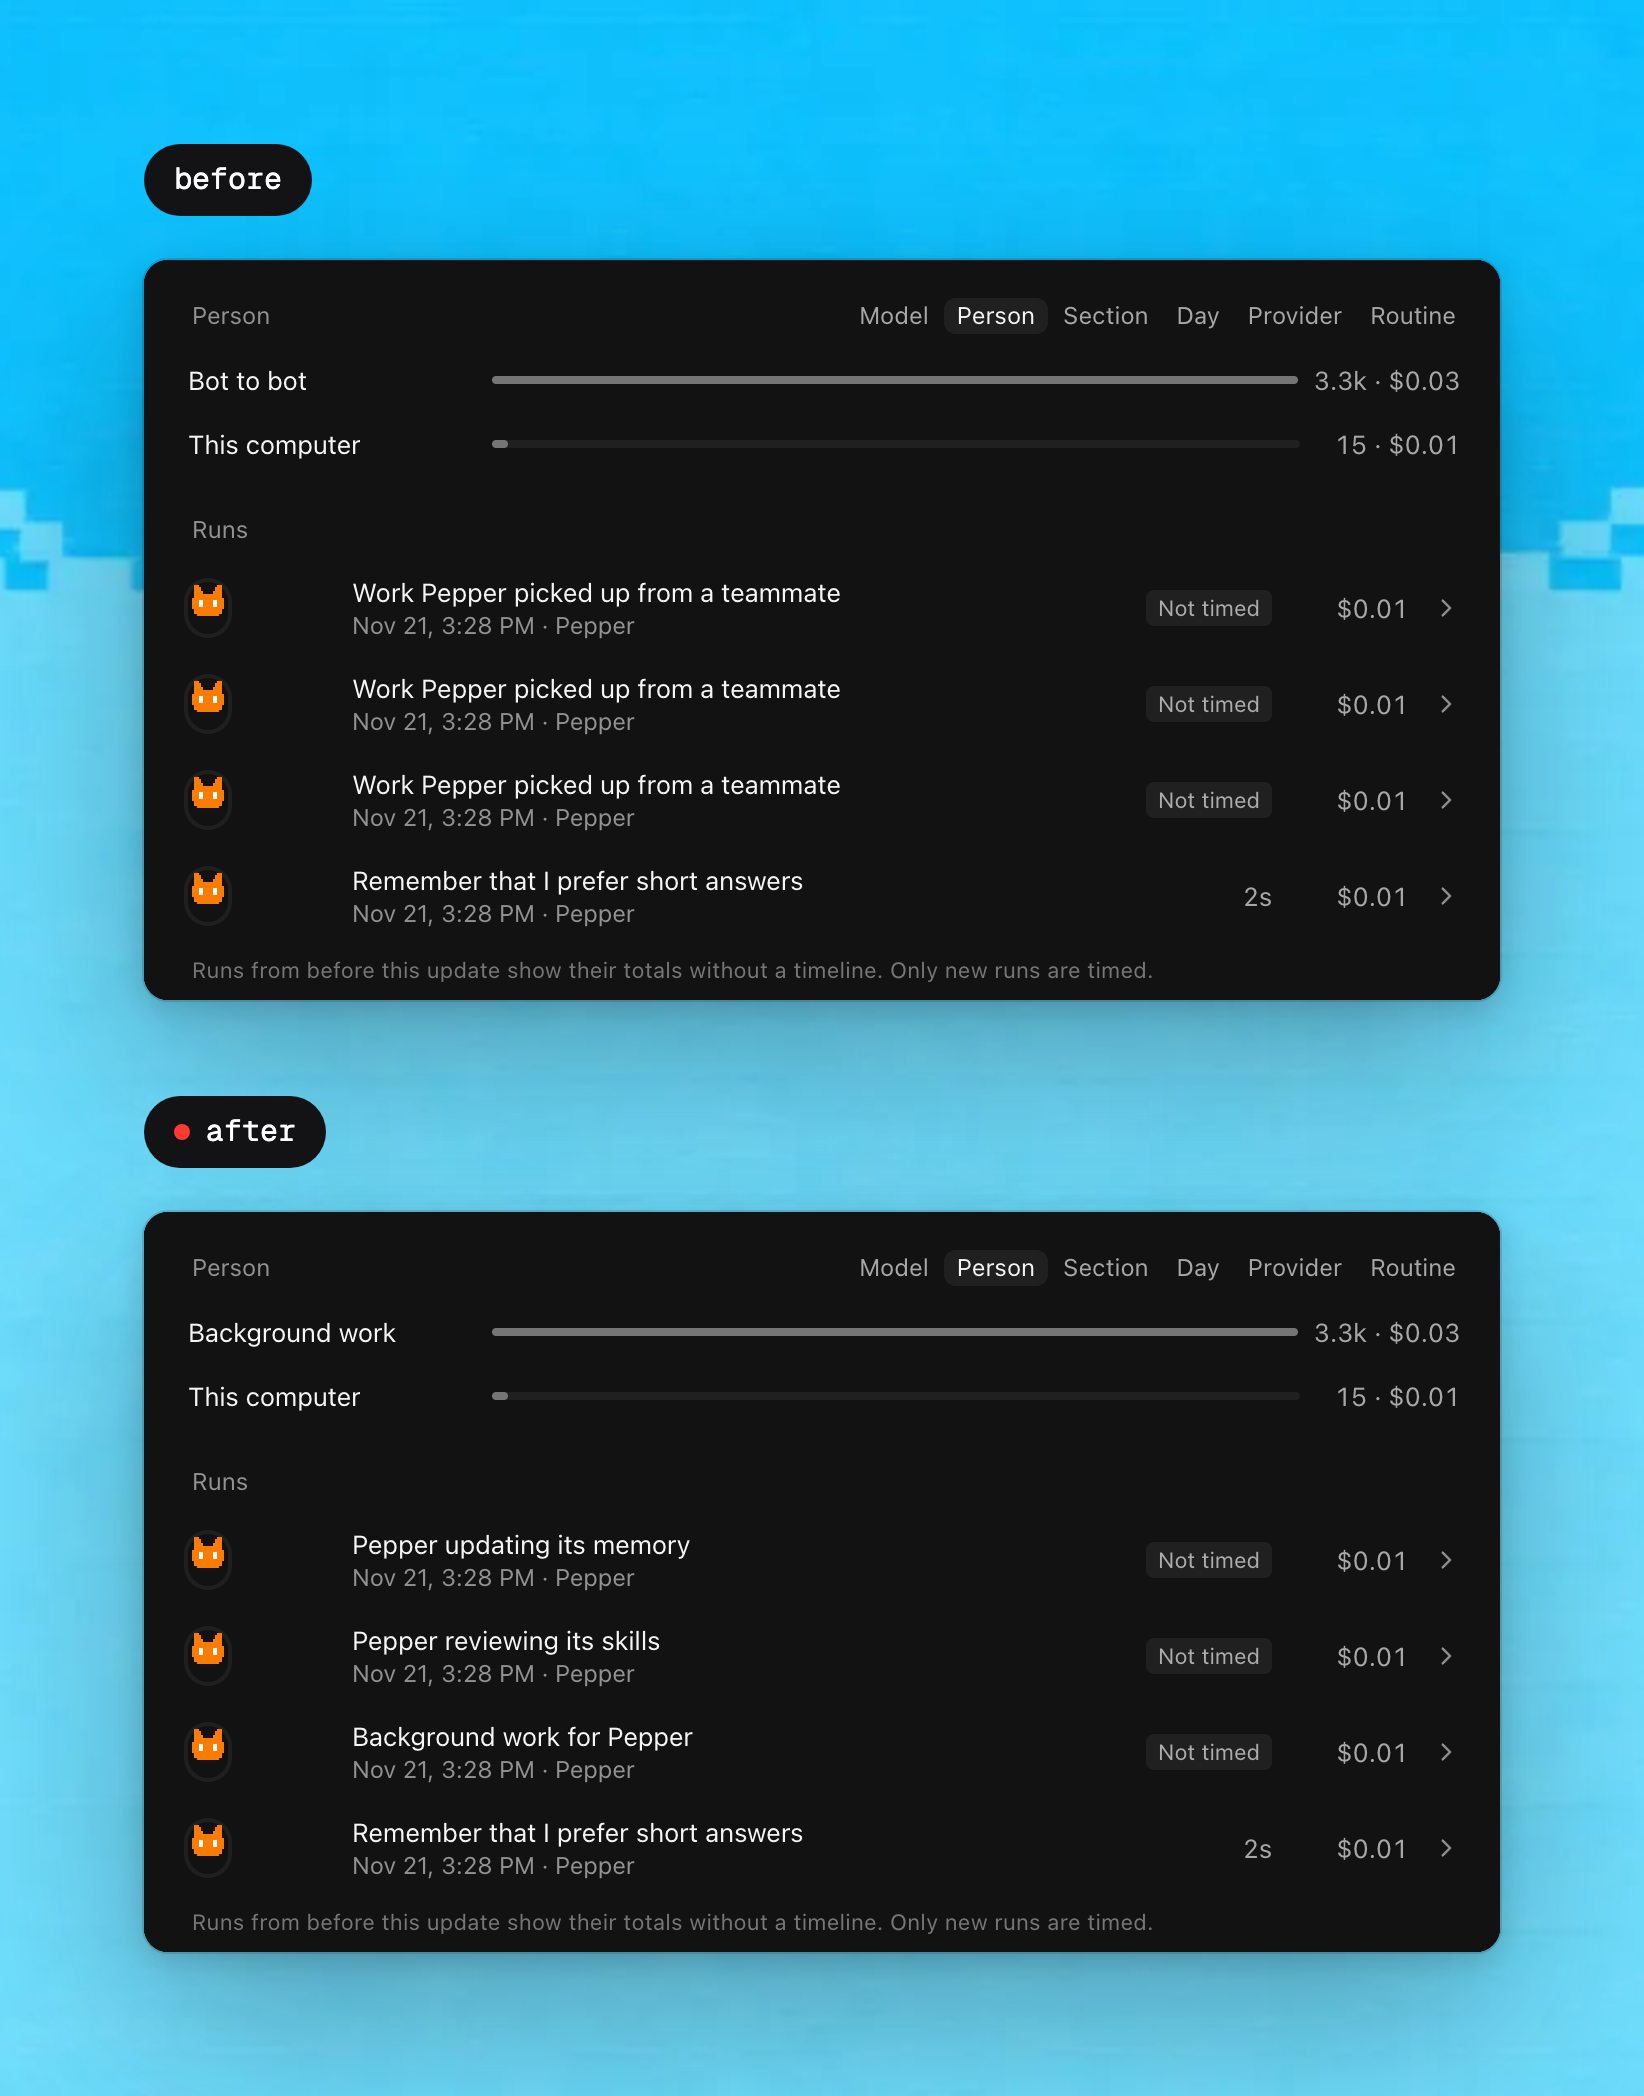 before
Person
Model Person Section Day Provider Routine
Bot to bot
3.3k · $0.03
This computer
15 · $0.01
Runs
Work Pepper picked up from a teammate
Nov 21, 3:28 PM · Pepper
Not timed
$0.01
Work Pepper picked up from a teammate
Nov 21, 3:28 PM · Pepper
Not timed
$0.01
Work Pepper picked up from a teammate
Nov 21, 3:28 PM · Pepper
Not timed
$0.01
Remember that I prefer short answers
Nov 21, 3:28 PM · Pepper
2s
$0.01
Runs from before this update show their totals without a timeline. Only new runs are timed.
after
Person
Model Person Section Day Provider Routine
Background work
3.3k · $0.03
This computer
15 · $0.01
Runs
Pepper updating its memory
Nov 21, 3:28 PM · Pepper
Not timed
$0.01
Pepper reviewing its skills
Nov 21, 3:28 PM · Pepper
Not timed
$0.01
Background work for Pepper
Nov 21, 3:28 PM · Pepper
Not timed
$0.01
Remember that I prefer short answers
Nov 21, 3:28 PM · Pepper
2s
$0.01
Runs from before this update show their totals without a timeline. Only new runs are timed.